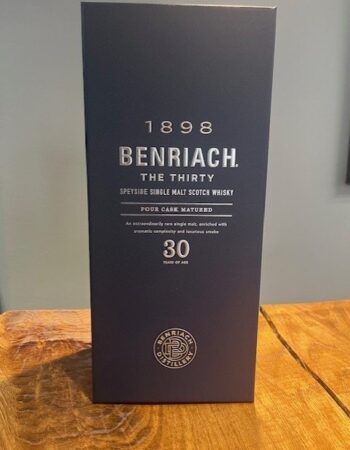 1898
BENRIACH.
THE THIRTY
SPEYSIDE SINGLE MALT SCOTCH WHISKY
FOUR CASK MATURED
An extraordinarily rare single malt, enriched with
aromatic complexity and luxurious smoke
30
YEARS OF AGE
BENRIACH
DISTILLERY